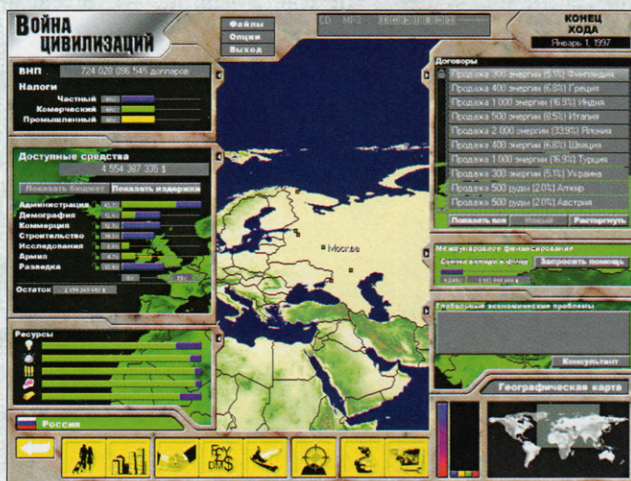 ВОЙНА
ЦИВИЛИЗАЦИЙ
Файлы
Опции
Выход
CD MP3
КОНЕЦ
ХОДА
Январь 1, 1997
ВНП 724 028 096 545 долларов
Налоги
Частный
Комерческий
Промышленный
Доступные средства
4 554 387 335 $
Показать бюджет Показать издержки
Администрация
Демография
Коммерция
Строительство
Исследования
Армия
Разведка
Остаток
Ресурсы
Россия
Москва
Договоры
Продажа 300 энергии (5.1%) Финляндия
Продажа 400 энергии (6.8%) Греция
Продажа 1 000 энергии (16.9%) Индия
Продажа 500 энергии (8.5%) Италия
Продажа 2 000 энергии (33.9%) Япония
Продажа 400 энергии (6.8%) Швеция
Продажа 1 000 энергии (16.9%) Турция
Продажа 300 энергии (5.1%) Украина
Продажа 500 руды (2.0%) Алжир
Продажа 500 руды (2.0%) Австрия
Показать все Расторгнуть
Международное финансирование
Сумма вклада в фонд Запросить помощь
Глобальные экономические проблемы
Консультант
Географическая карта